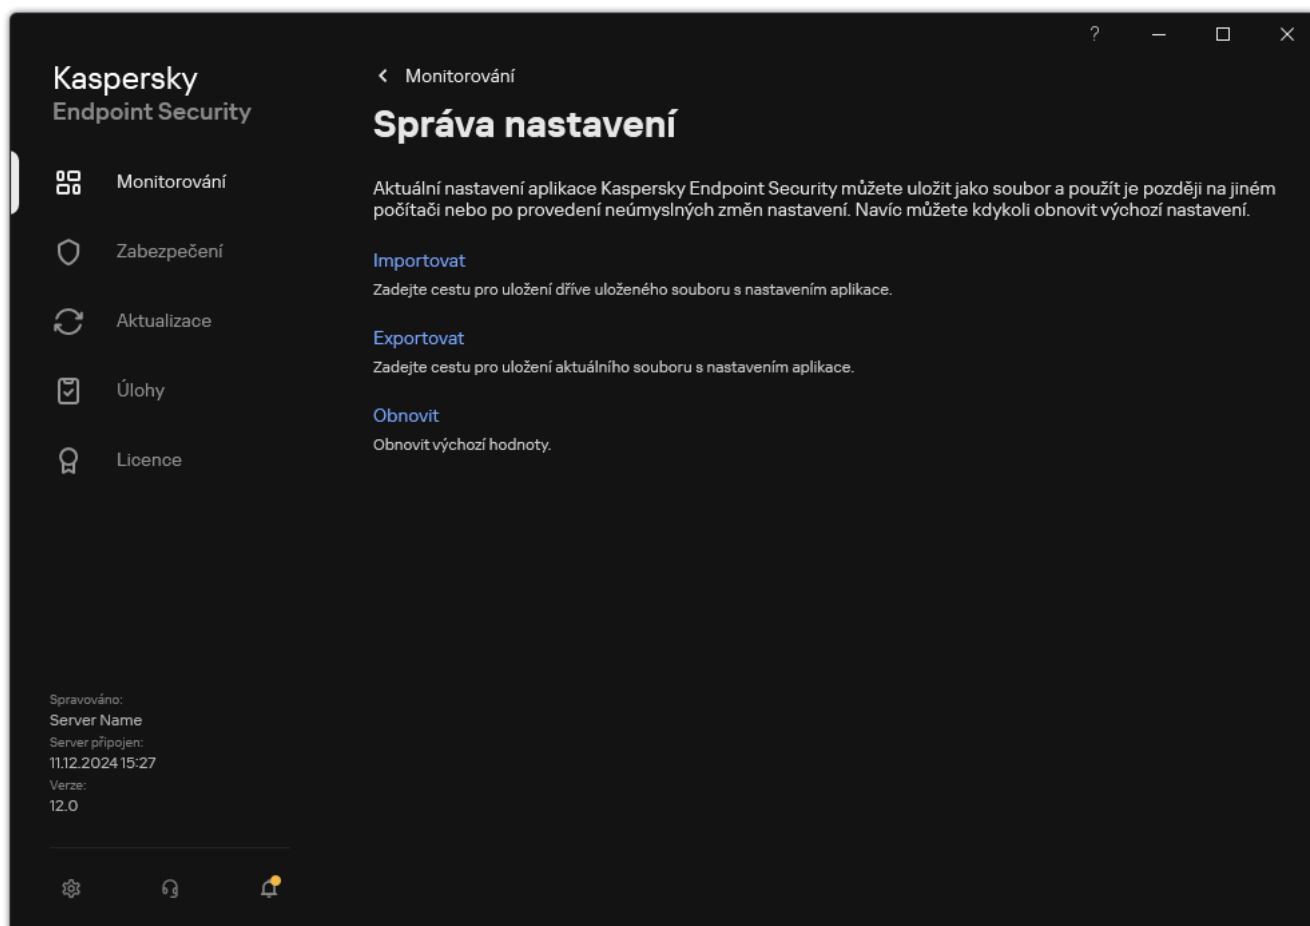 Kaspersky
Endpoint Security
Monitorování
Zabezpečení
Aktualizace
Úlohy
Licence
Spravováno:
Server Name
Server připojen:
11.12.2024 15:27
Verze:
12.0
?
Monitorování
Správa nastavení
Aktuální nastavení aplikace Kaspersky Endpoint Security můžete uložit jako soubor a použít je později na jiném
počítači nebo po provedení neúmyslných změn nastavení. Navíc můžete kdykoli obnovit výchozí nastavení.
Importovat
Zadejte cestu pro uložení dříve uloženého souboru s nastavením aplikace.
Exportovat
Zadejte cestu pro uložení aktuálního souboru s nastavením aplikace.
Obnovit
Obnovit výchozí hodnoty.